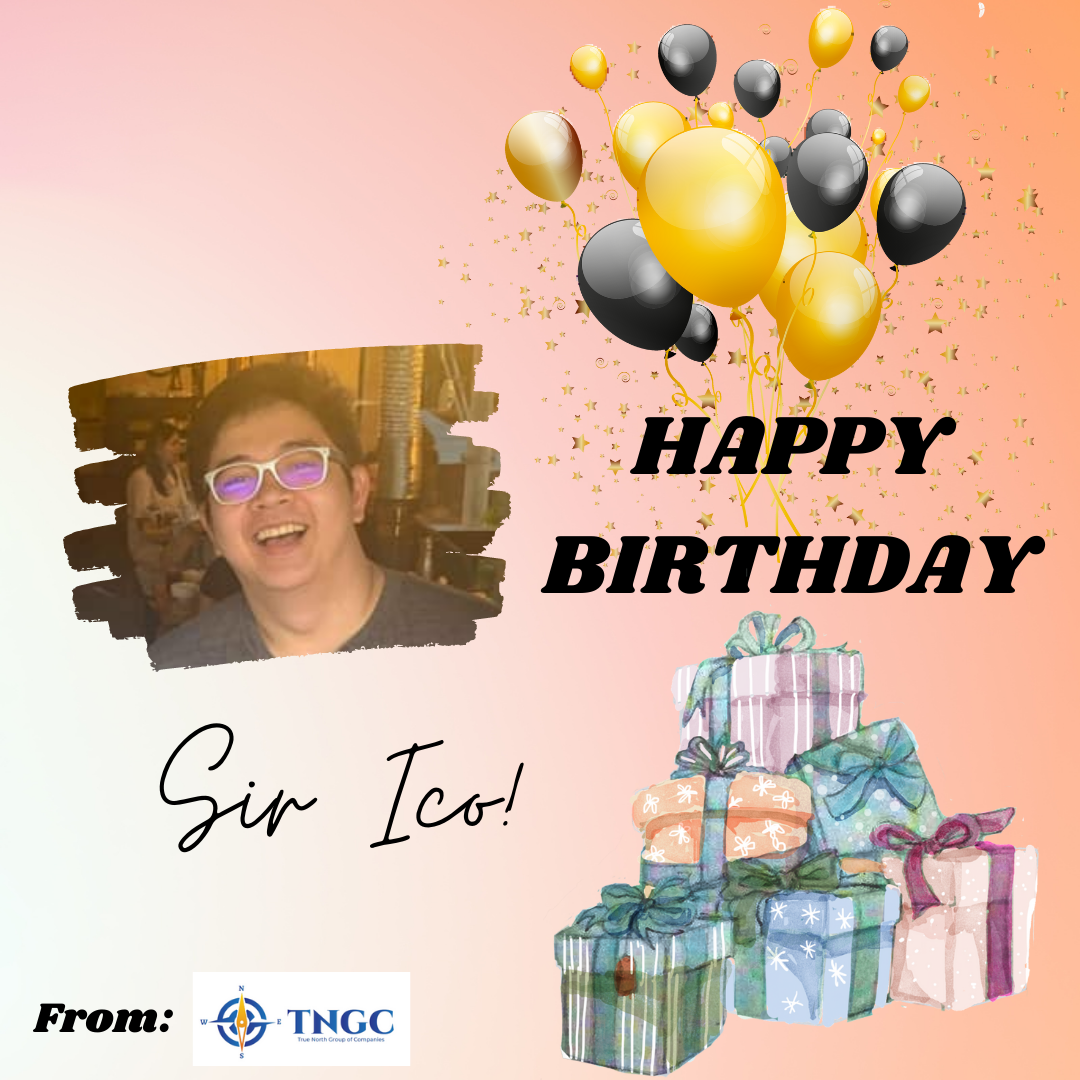 HAPPY
BIRTHDAY
Sir Ico!
From:
N
W E
S
TNGC
True North Group of Companies